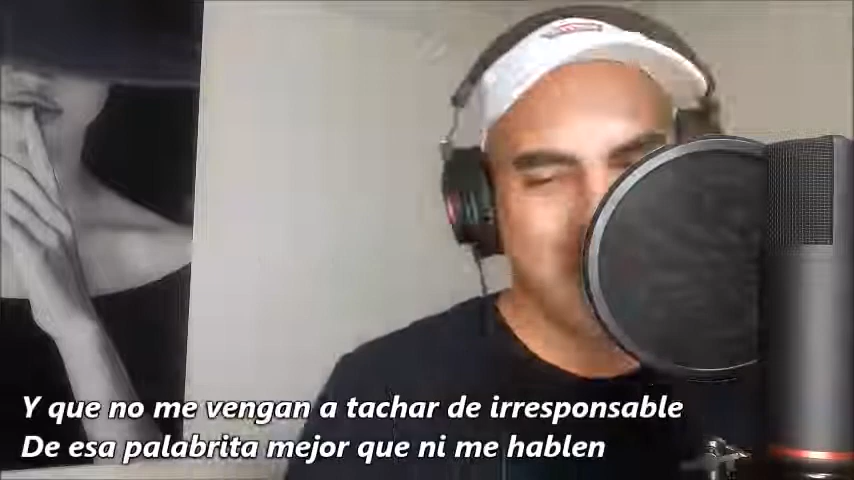 Y que no me vengan a tachar de irresponsable
De esa palabrita mejor que ni me hablen